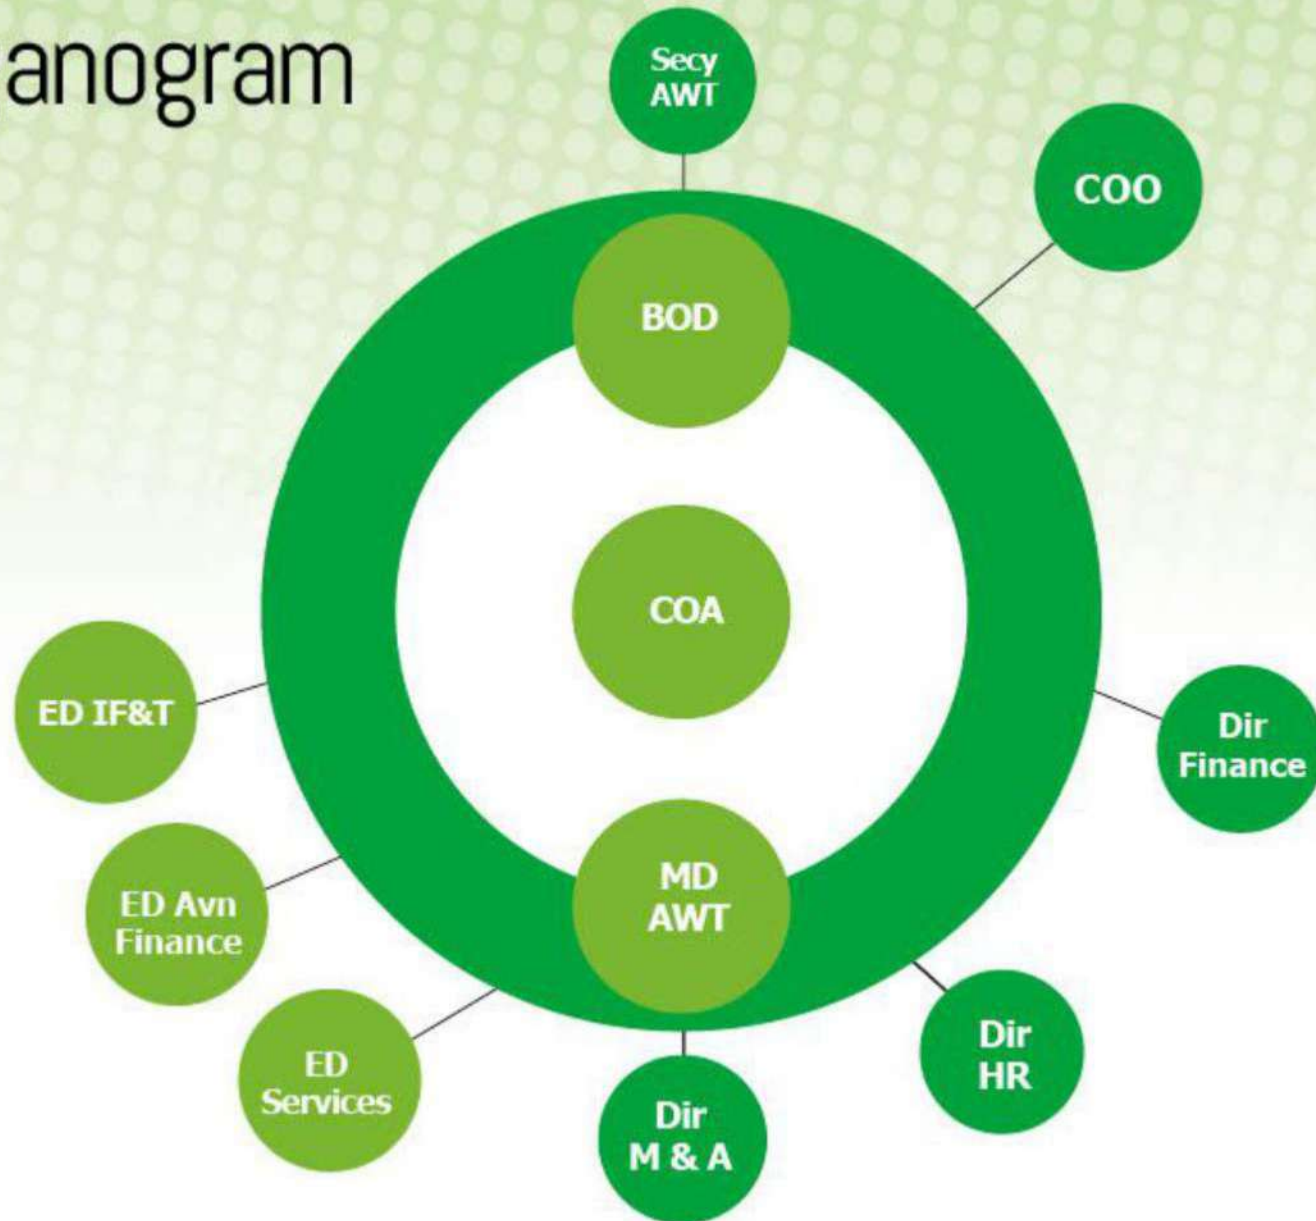 anogram
Secy
AWT
COO
BOD
COA
ED IF&T
Dir
Finance
MD
AWT
ED Avn
Finance
Dir
HR
ED
Services
Dir
M & A